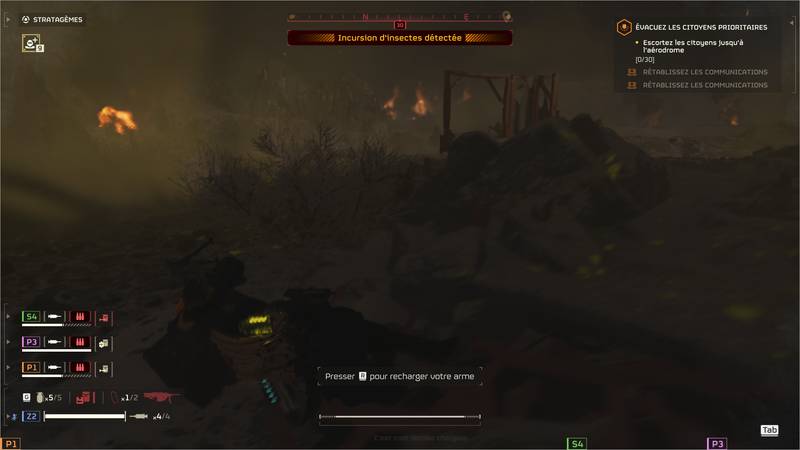 STRATAGÈMES
N
E
30
Incursion d'insectes détectée
ÉVACUEZ LES CITOYENS PRIORITAIRES
Escortez les citoyens jusqu'à
l'aérodrome
[0/30]
RÉTABLISSEZ LES COMMUNICATIONS
RÉTABLISSEZ LES COMMUNICATIONS
S4
P3
P1
Presser R pour recharger votre arme
G x5/5 x1/2
Z2 x4/4
Tab
P1
S4
P3